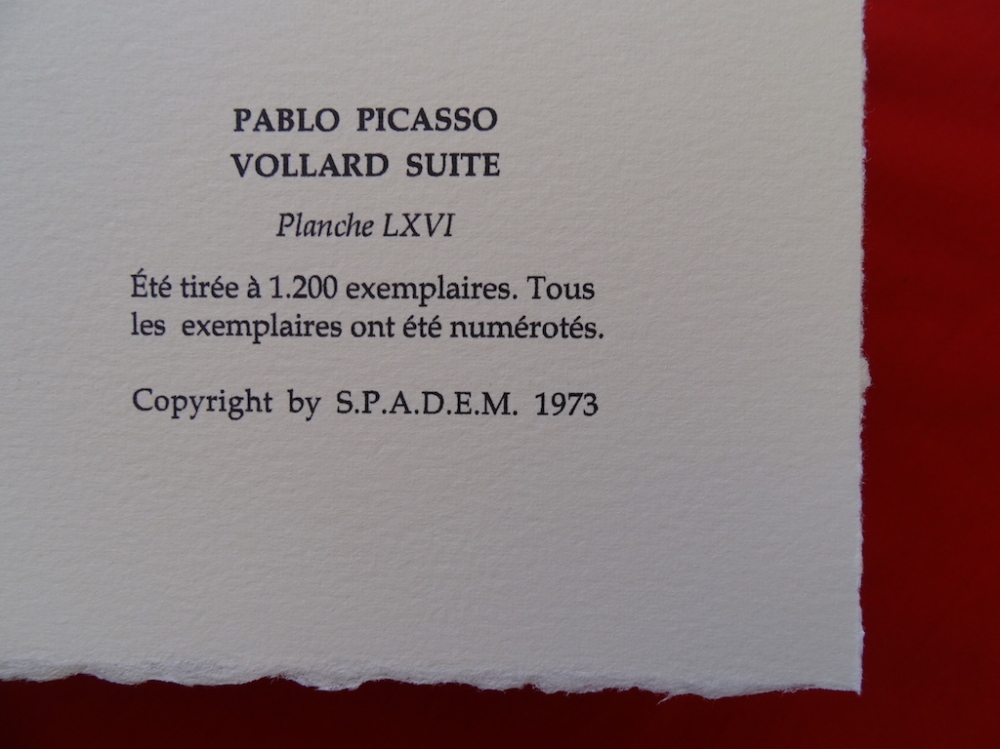 PABLO PICASSO
VOLLARD SUITE
Planche LXVI
Été tirée à 1.200 exemplaires. Tous
les exemplaires ont été numérotés.
Copyright by S.P.A.D.E.M. 1973